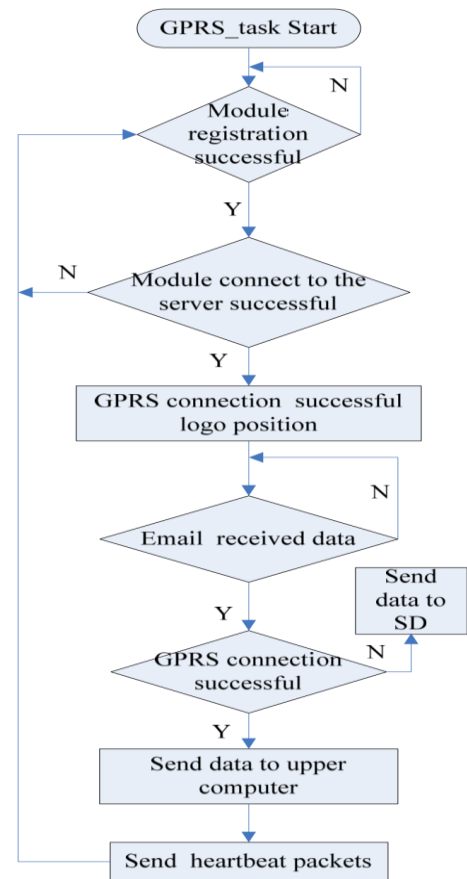 GPRS_task Start
N
Module
registration
successful
Y
N
Module connect to the
server successful
Y
GPRS connection successful
logo position
N
Email received data
Y
Send
data to
SD
GPRS connection
successful
N
Y
Send data to upper
computer
Send heartbeat packets